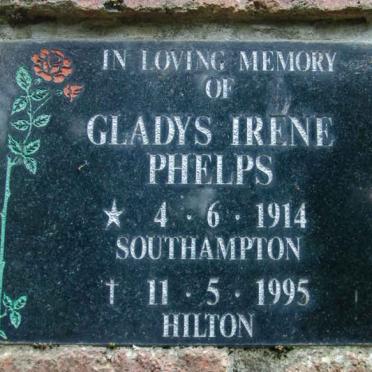 IN LOVING MEMORY
OF
GLADYS IRENE
PHELPS
☆ 4 · 6 · 1914
SOUTHAMPTON
† 11 · 5 · 1995
HILTON